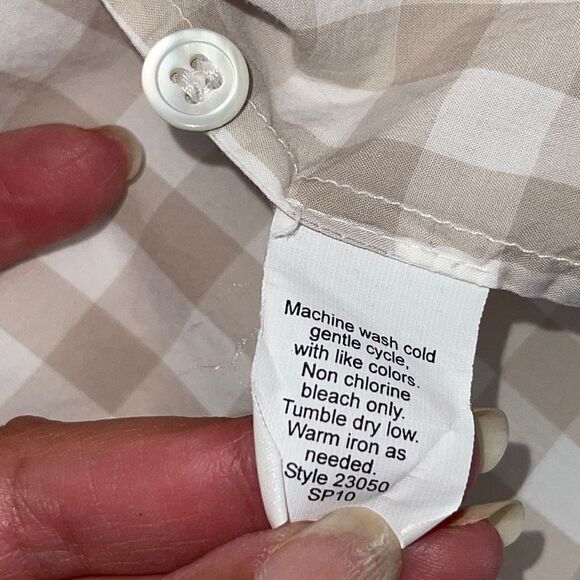 Machine wash cold
gentle cycle,
with like colors.
Non chlorine
bleach only.
Tumble dry low.
Warm iron as
needed.
Style 23050
SP10